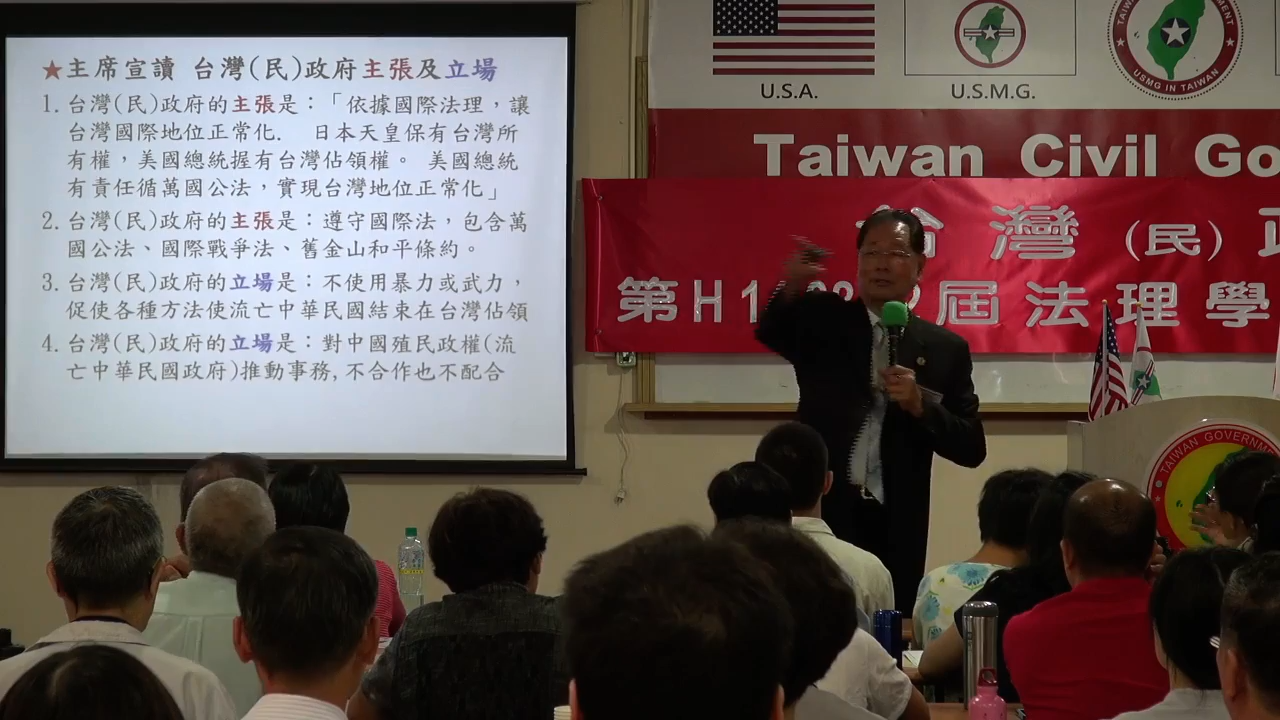 ★主席宣讀 台灣(民)政府主張及立場
1. 台灣(民)政府的主張是：「依據國際法理，讓
台灣國際地位正常化. 日本天皇保有台灣所
有權，美國總統握有台灣佔領權。 美國總統
有責任循萬國公法，實現台灣地位正常化」
2. 台灣(民)政府的主張是：遵守國際法，包含萬
國公法、國際戰爭法、舊金山和平條約。
3. 台灣(民)政府的立場是：不使用暴力或武力，
促使各種方法使流亡中華民國結束在台灣佔領
4. 台灣(民)政府的立場是：對中國殖民政權(流
亡中華民國政府)推動事務,不合作也不配合
U.S.A.
U.S.M.G.
USMG IN TAIWAN
Taiwan Civil Go
台灣（民）政
第H1 屆法理學
TAIWAN GOVERNMENT